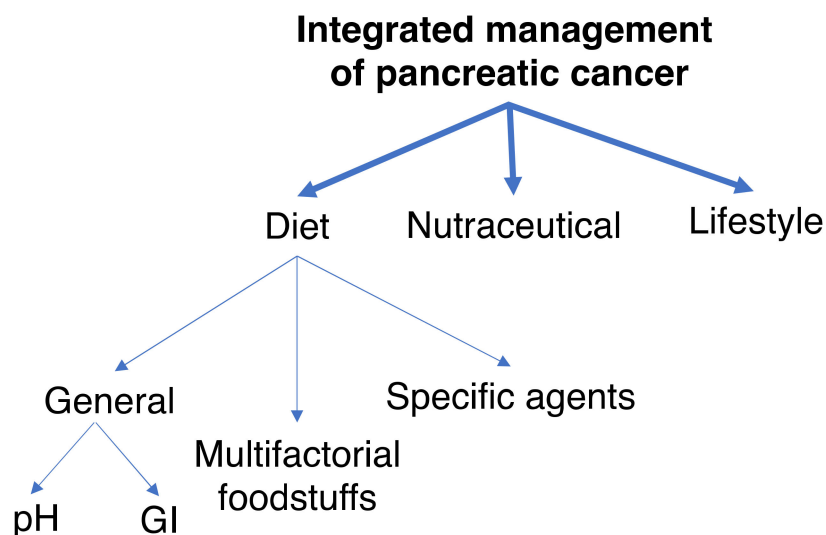 Integrated management
of pancreatic cancer
Diet
Nutraceutical
Lifestyle
General
Specific agents
Multifactorial
foodstuffs
pH
GI